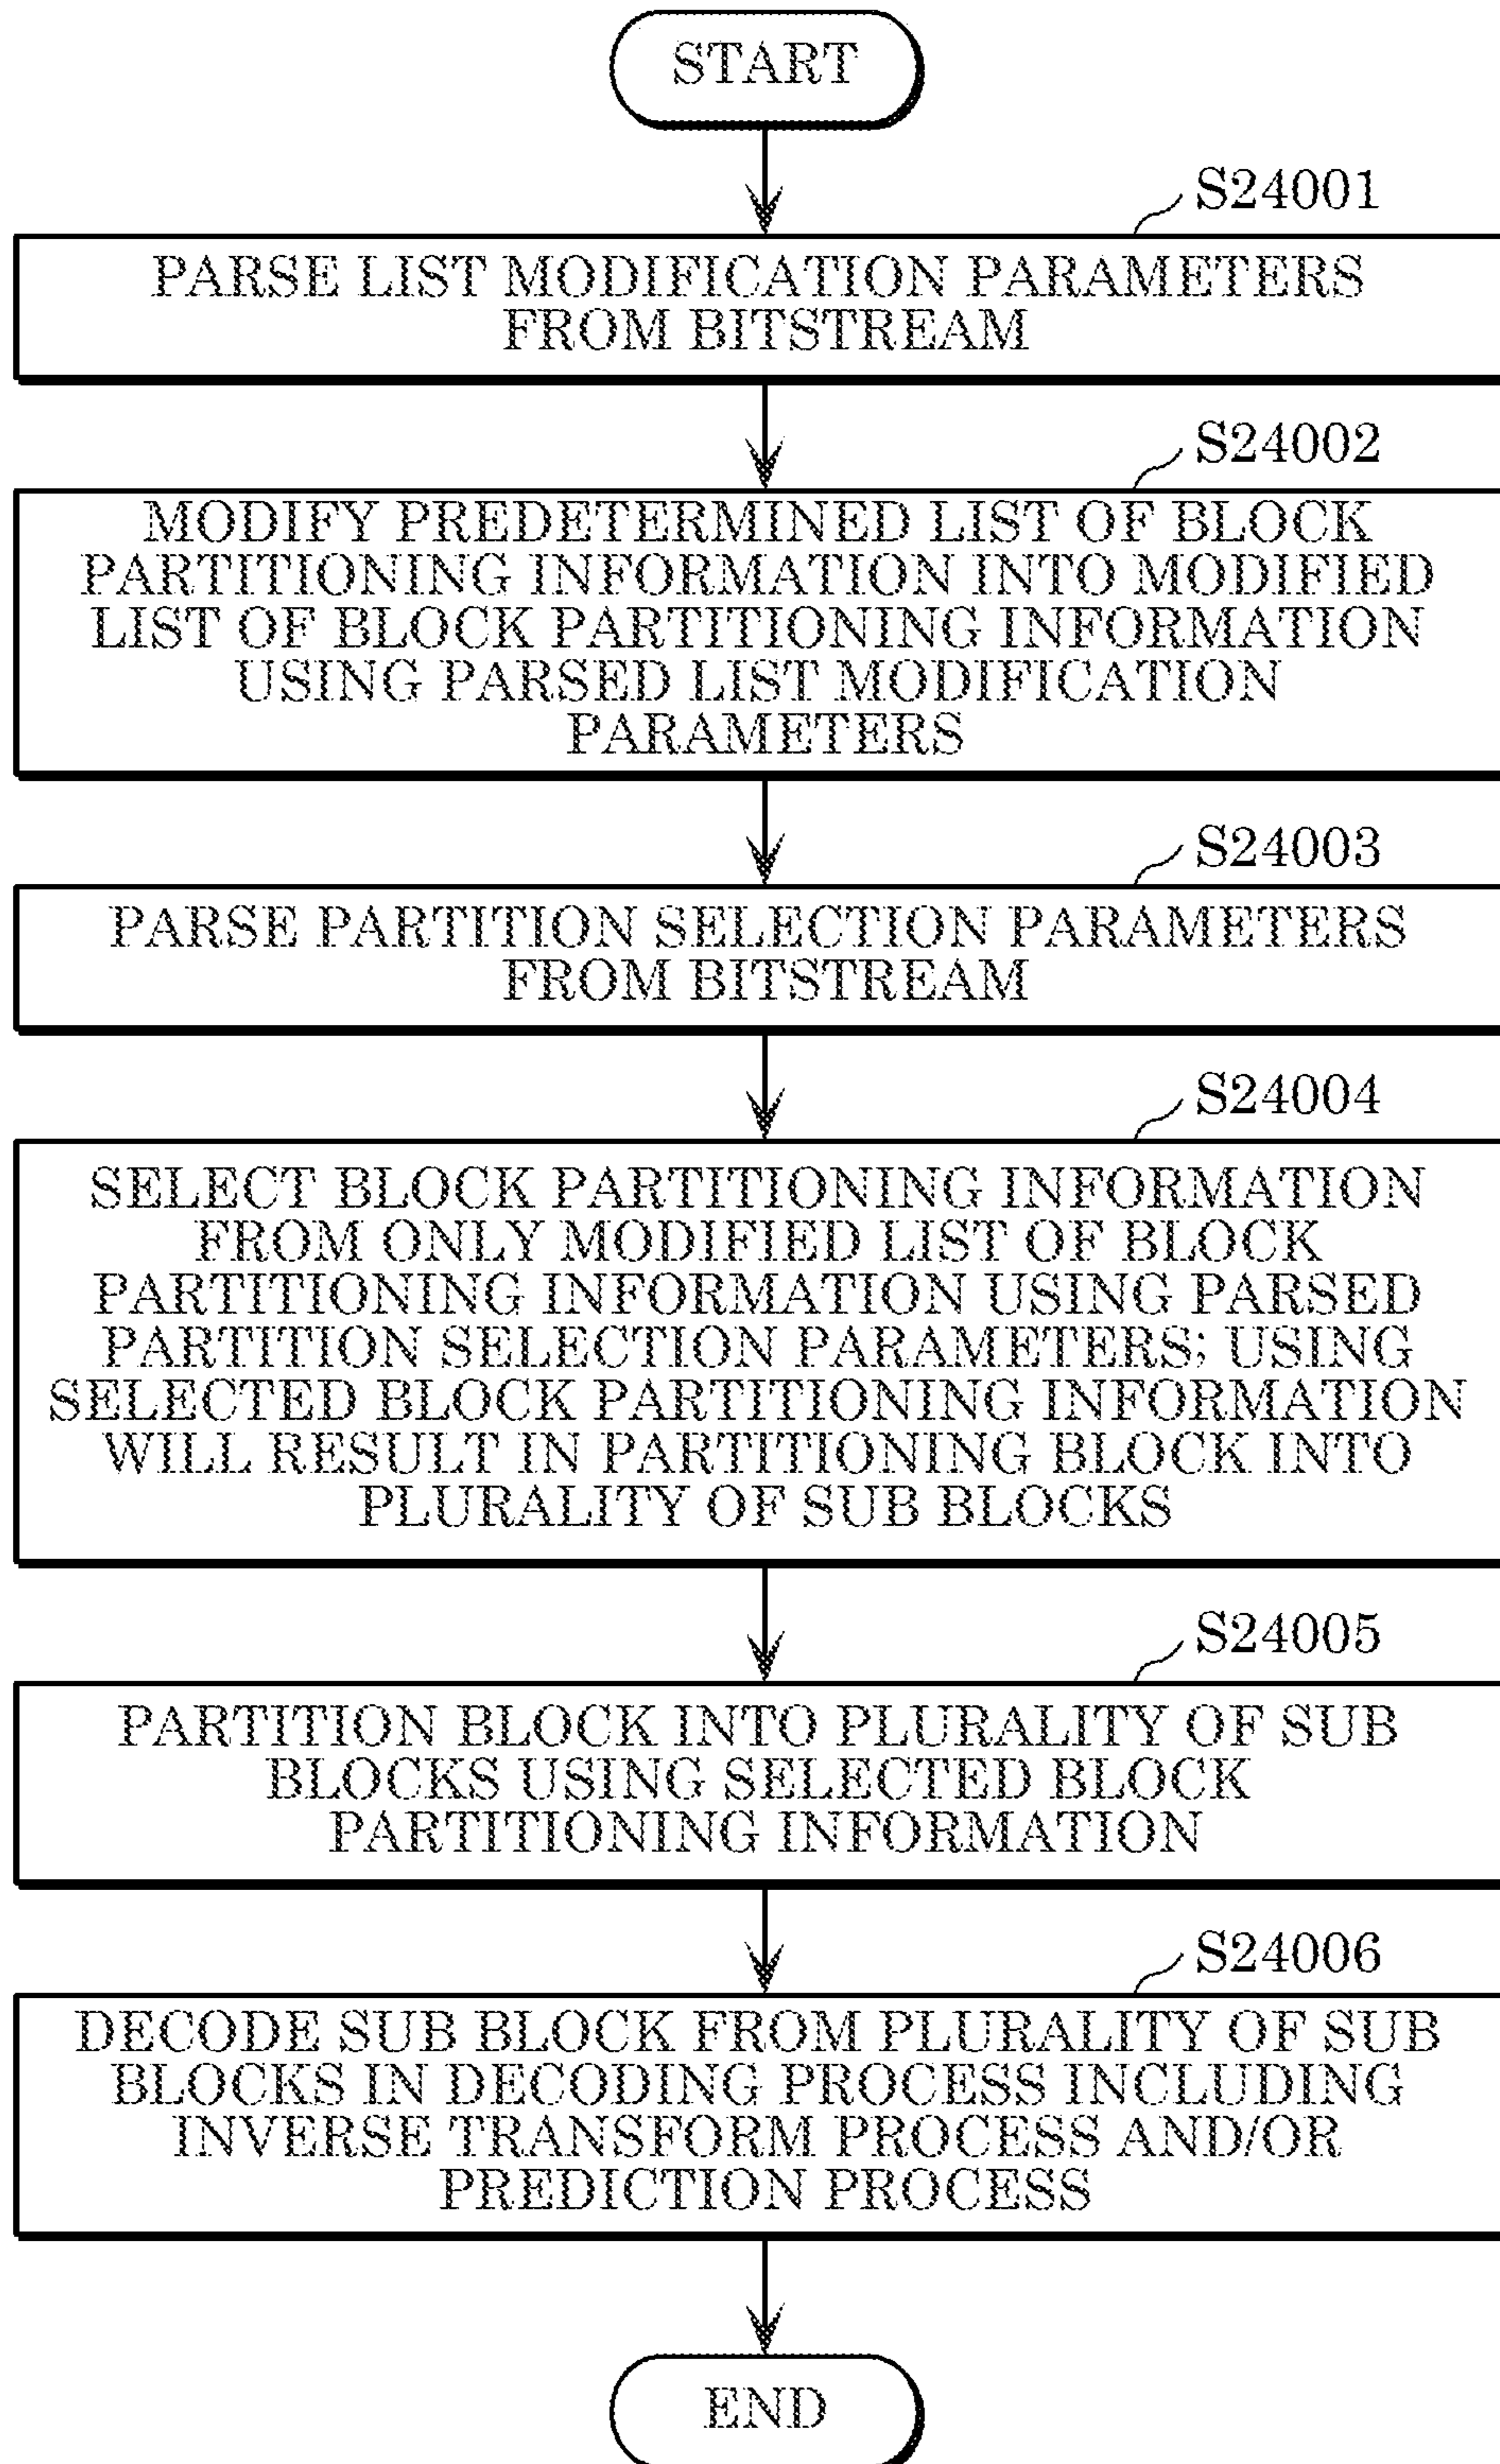 START
S24001
PARSE LIST MODIFICATION PARAMETERS
FROM BITSTREAM
S24002
MODIFY PREDETERMINED LIST OF BLOCK
PARTITIONING INFORMATION INTO MODIFIED
LIST OF BLOCK PARTITIONING INFORMATION
USING PARSED LIST MODIFICATION
PARAMETERS
S24003
PARSE PARTITION SELECTION PARAMETERS
FROM BITSTREAM
S24004
SELECT BLOCK PARTITIONING INFORMATION
FROM ONLY MODIFIED LIST OF BLOCK
PARTITIONING INFORMATION USING PARSED
PARTITION SELECTION PARAMETERS; USING
SELECTED BLOCK PARTITIONING INFORMATION
WILL RESULT IN PARTITIONING BLOCK INTO
PLURALITY OF SUB BLOCKS
S24005
PARTITION BLOCK INTO PLURALITY OF SUB
BLOCKS USING SELECTED BLOCK
PARTITIONING INFORMATION
S24006
DECODE SUB BLOCK FROM PLURALITY OF SUB
BLOCKS IN DECODING PROCESS INCLUDING
INVERSE TRANSFORM PROCESS AND/OR
PREDICTION PROCESS
END